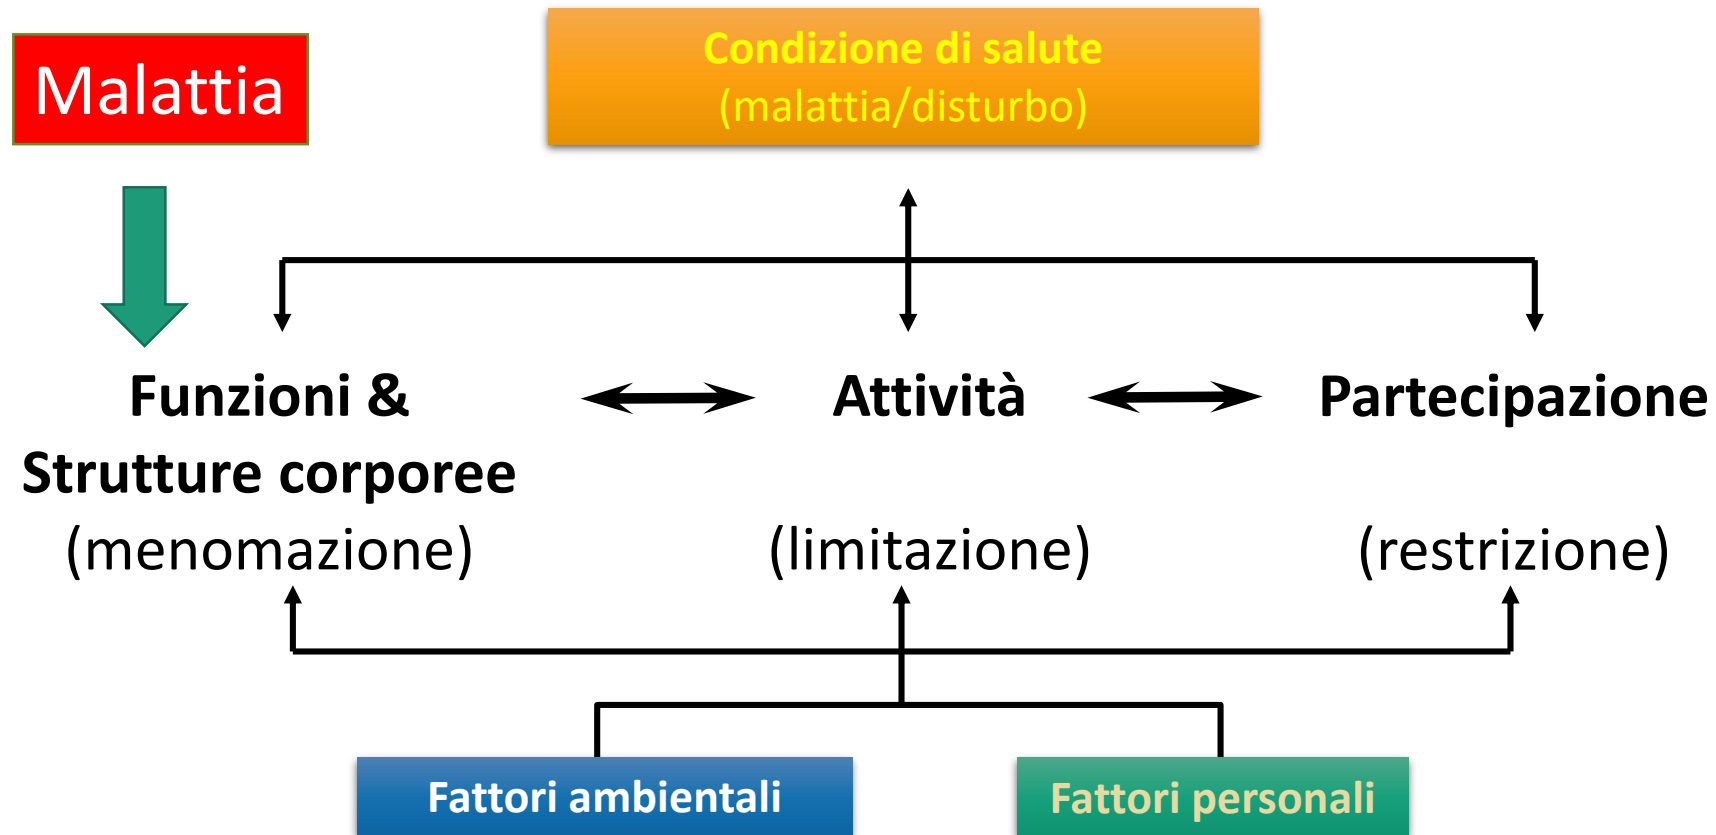 Malattia
Condizione di salute
(malattia/disturbo)
Funzioni &
Strutture corporee
(menomazione)
Attività
(limitazione)
Partecipazione
(restrizione)
Fattori ambientali
Fattori personali